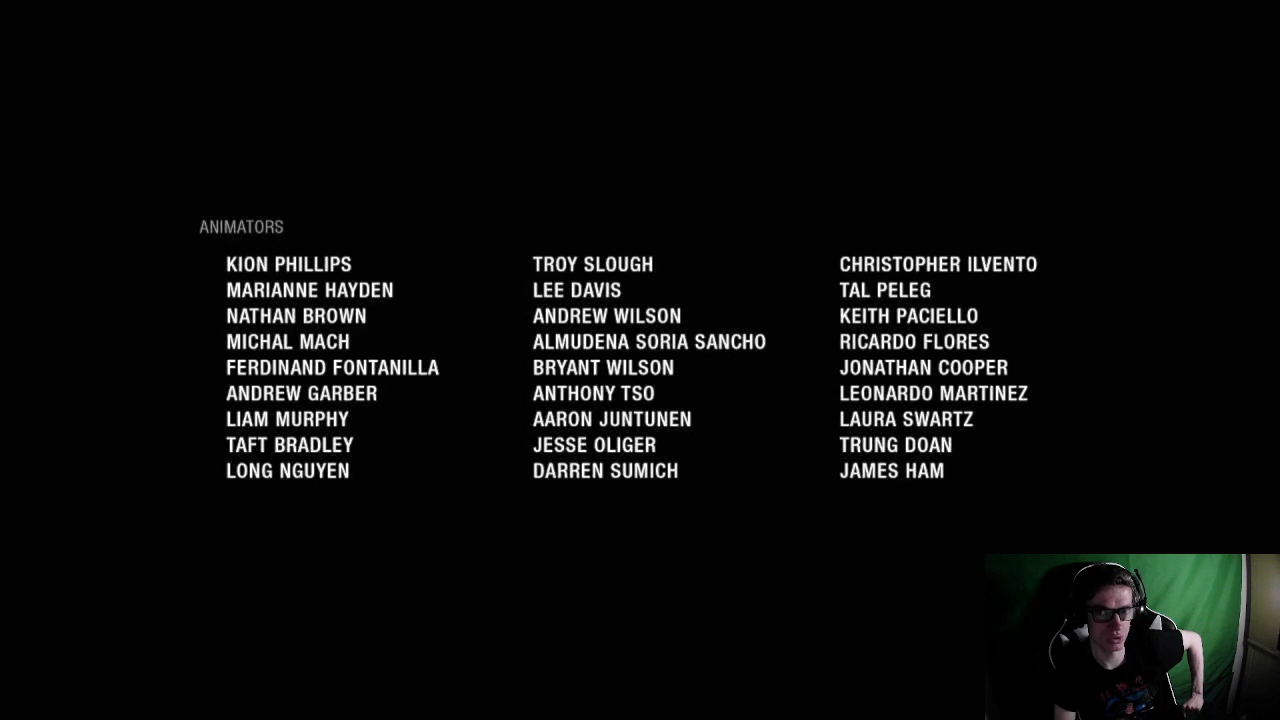 ANIMATORS
KION PHILLIPS
MARIANNE HAYDEN
NATHAN BROWN
MICHAL MACH
FERDINAND FONTANILLA
ANDREW GARBER
LIAM MURPHY
TAFT BRADLEY
LONG NGUYEN
TROY SLOUGH
LEE DAVIS
ANDREW WILSON
ALMUDENA SORIA SANCHO
BRYANT WILSON
ANTHONY TSO
AARON JUNTUNEN
JESSE OLIGER
DARREN SUMICH
CHRISTOPHER ILVENTO
TAL PELEG
KEITH PACIELLO
RICARDO FLORES
JONATHAN COOPER
LEONARDO MARTINEZ
LAURA SWARTZ
TRUNG DOAN
JAMES HAM